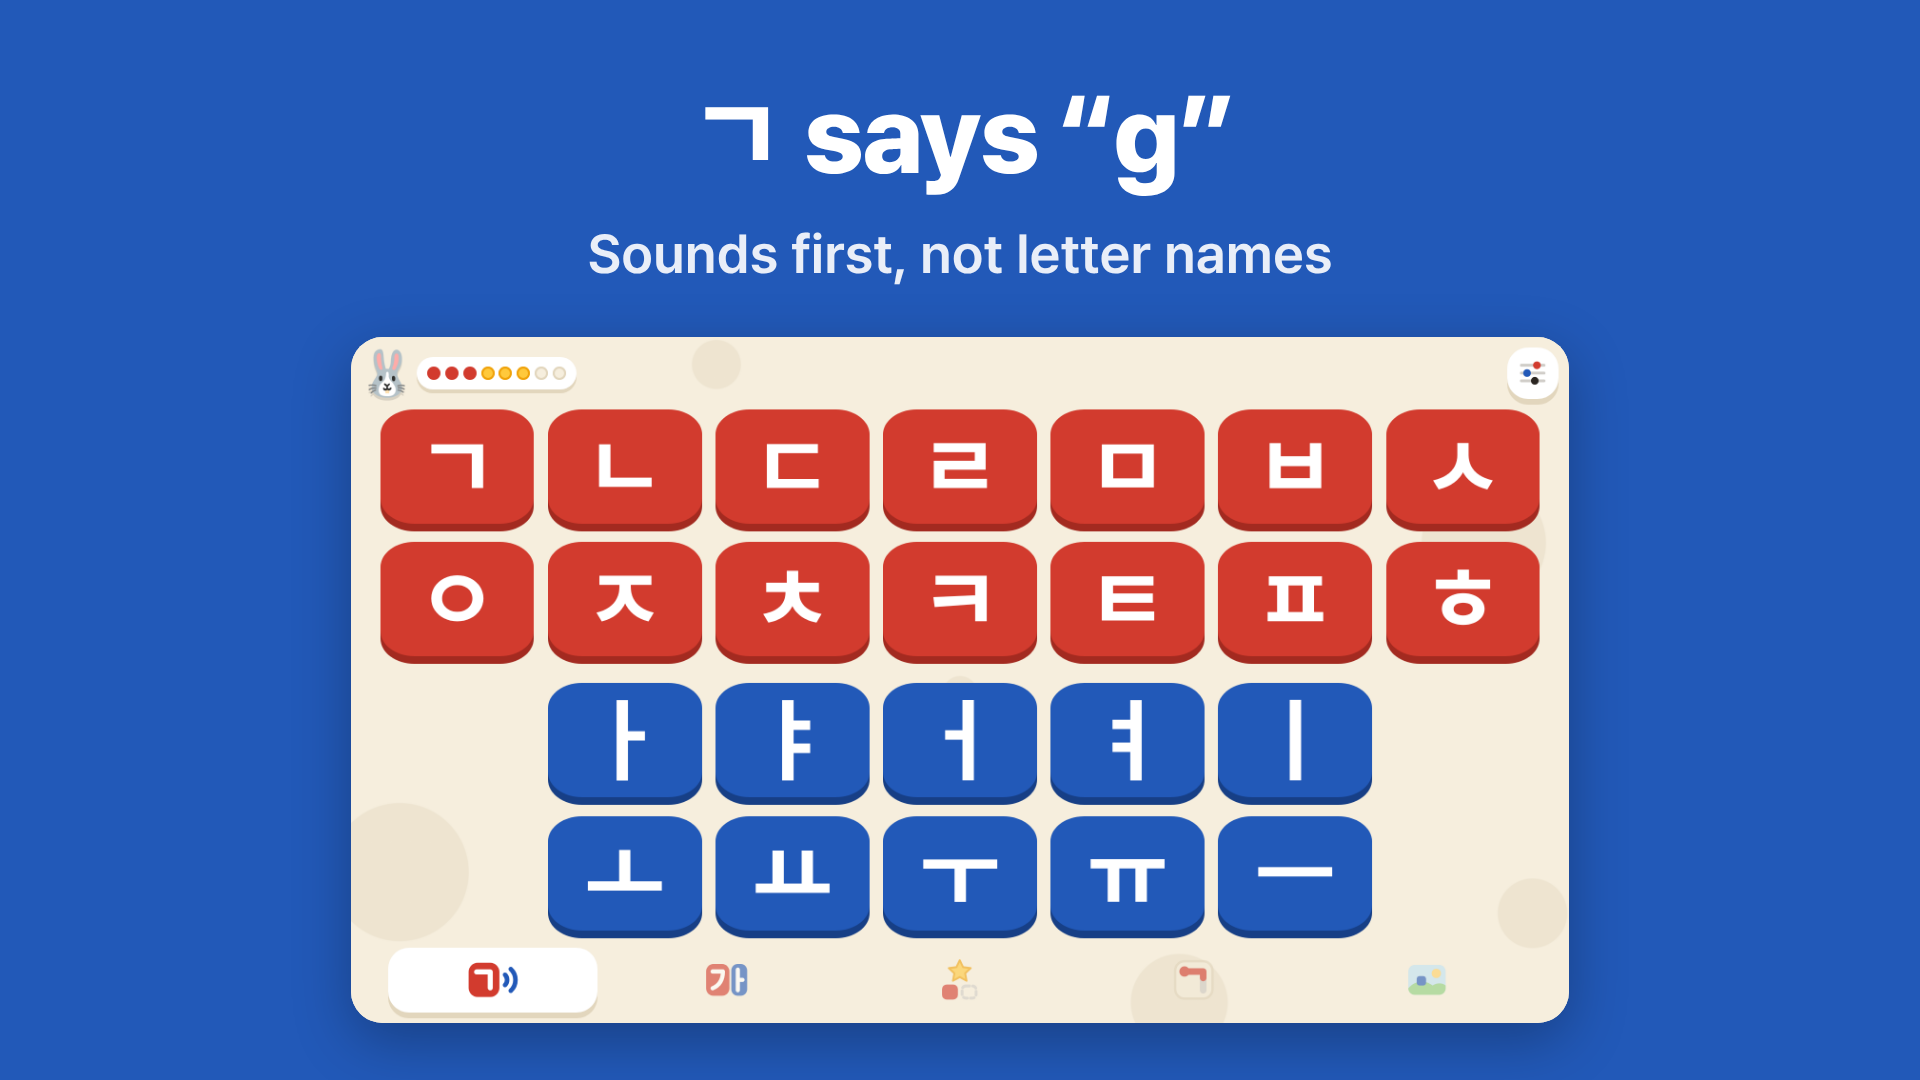 ㄱ says “g”
Sounds first, not letter names
ㄱ ㄴ ㄷ ㄹ ㅁ ㅂ ㅅ
ㅇ ㅈ ㅊ ㅋ ㅌ ㅍ ㅎ
ㅏ ㅑ ㅓ ㅕ ㅣ
ㅗ ㅛ ㅜ ㅠ ㅡ
ㄱ 가 ㄱ